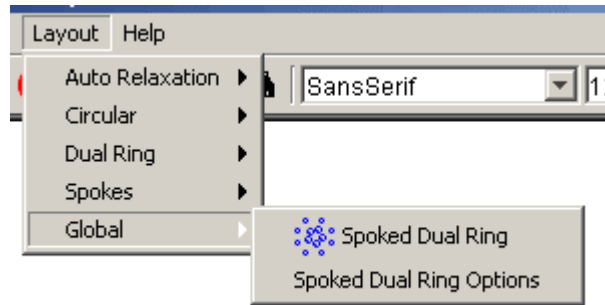 Layout Help
Auto Relaxation
SansSerif
Circular
Dual Ring
Spokes
Global
Spoked Dual Ring
Spoked Dual Ring Options